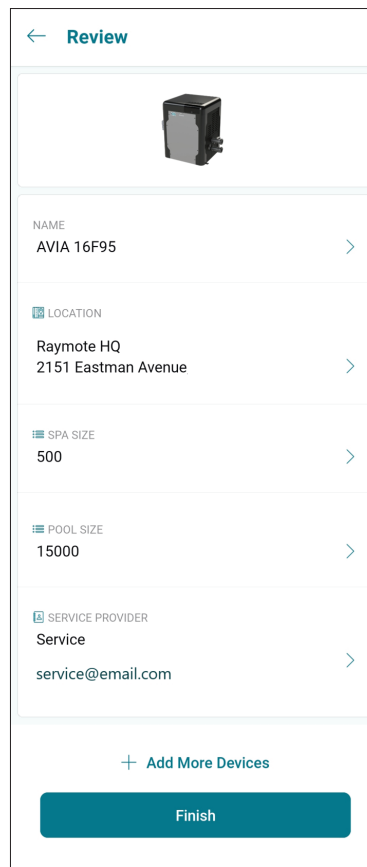 Review
NAME
AVIA 16F95
LOCATION
Raymote HQ
2151 Eastman Avenue
SPA SIZE
500
POOL SIZE
15000
SERVICE PROVIDER
Service
service@email.com
Add More Devices
Finish